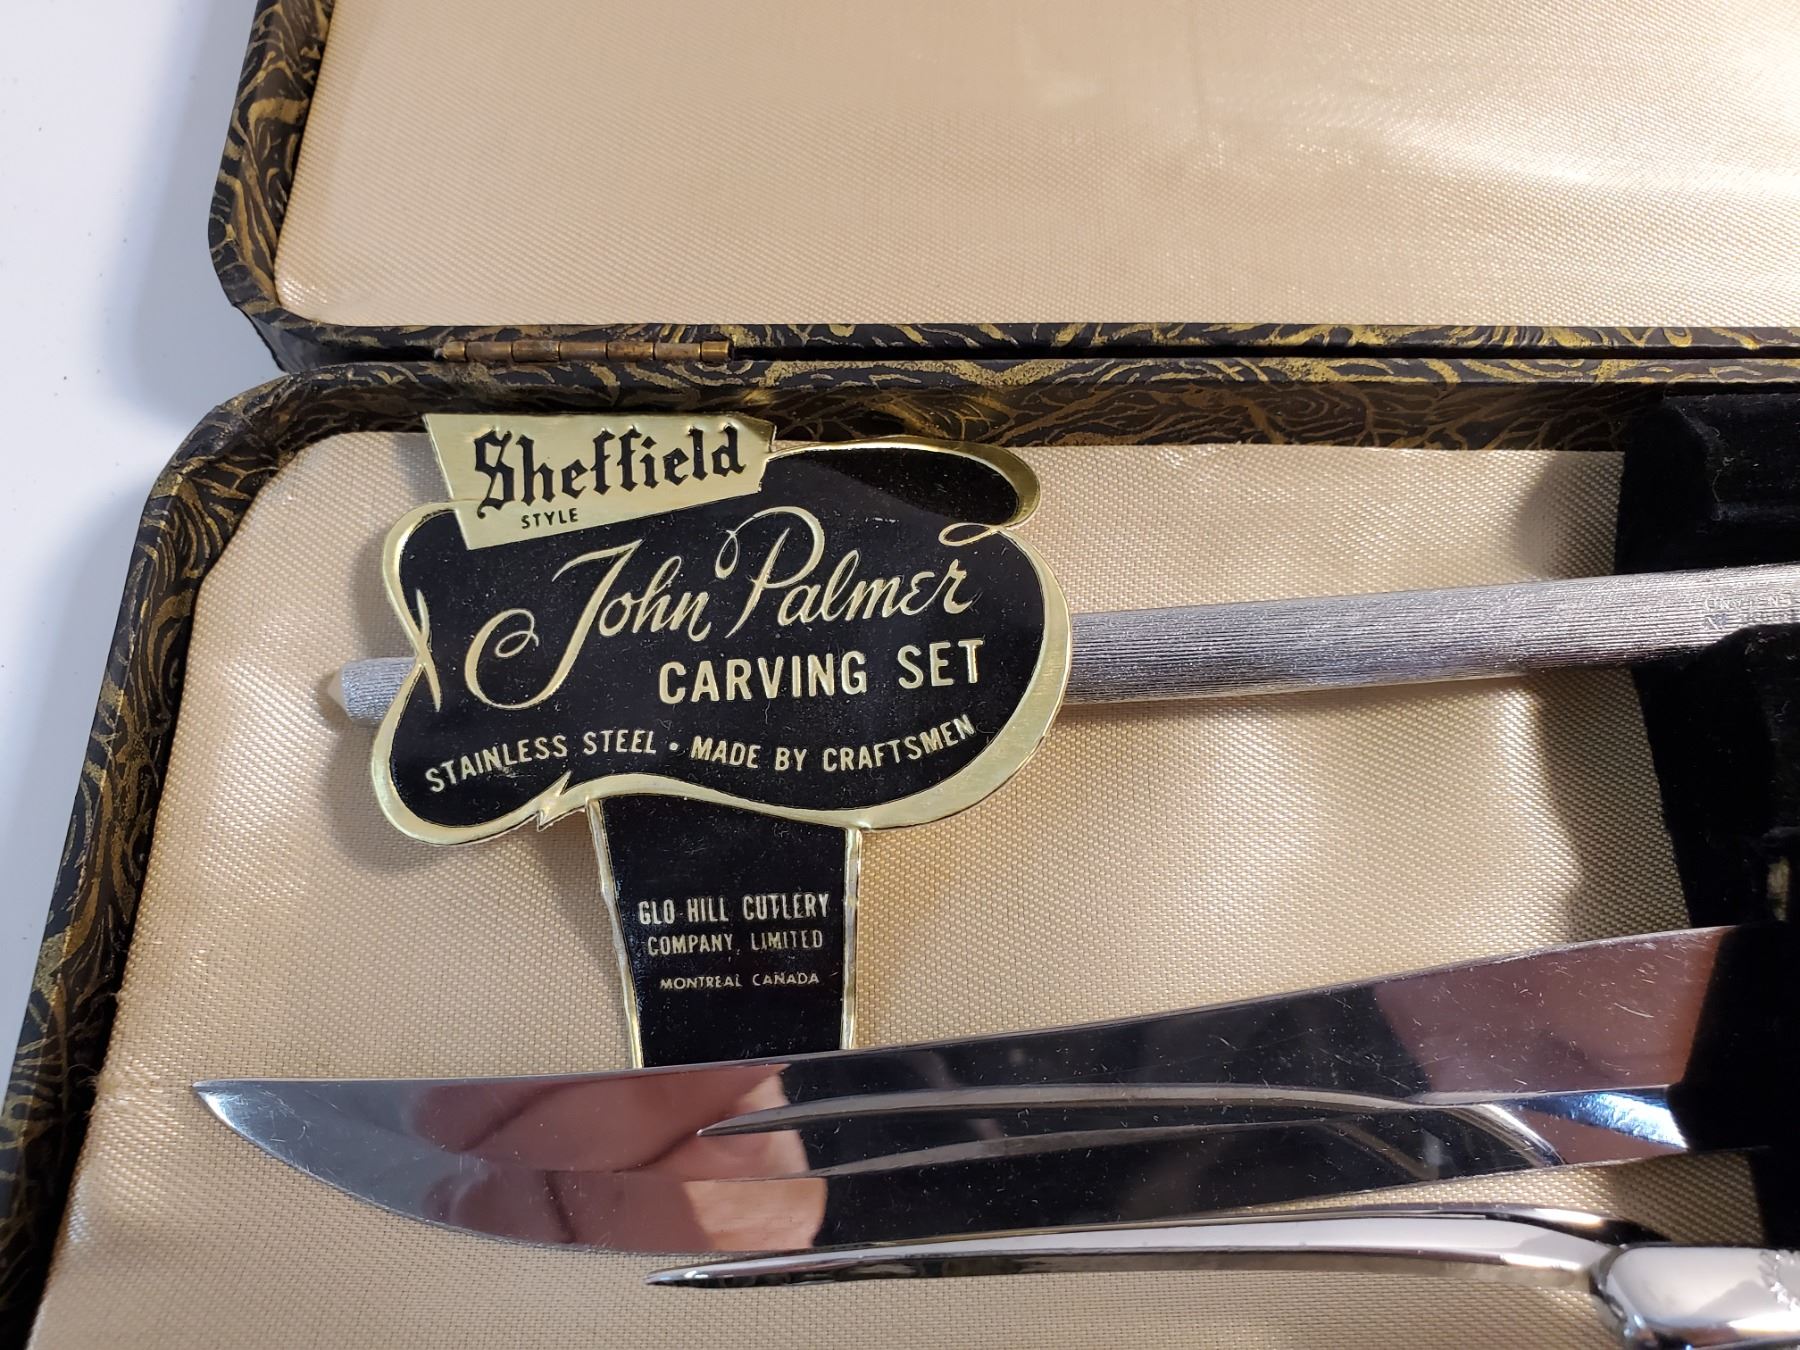 Sheffield
STYLE
John Palmer
CARVING SET
STAINLESS STEEL • MADE BY CRAFTSMEN
GLO-HILL CUTLERY
COMPANY, LIMITED
MONTREAL CANADA